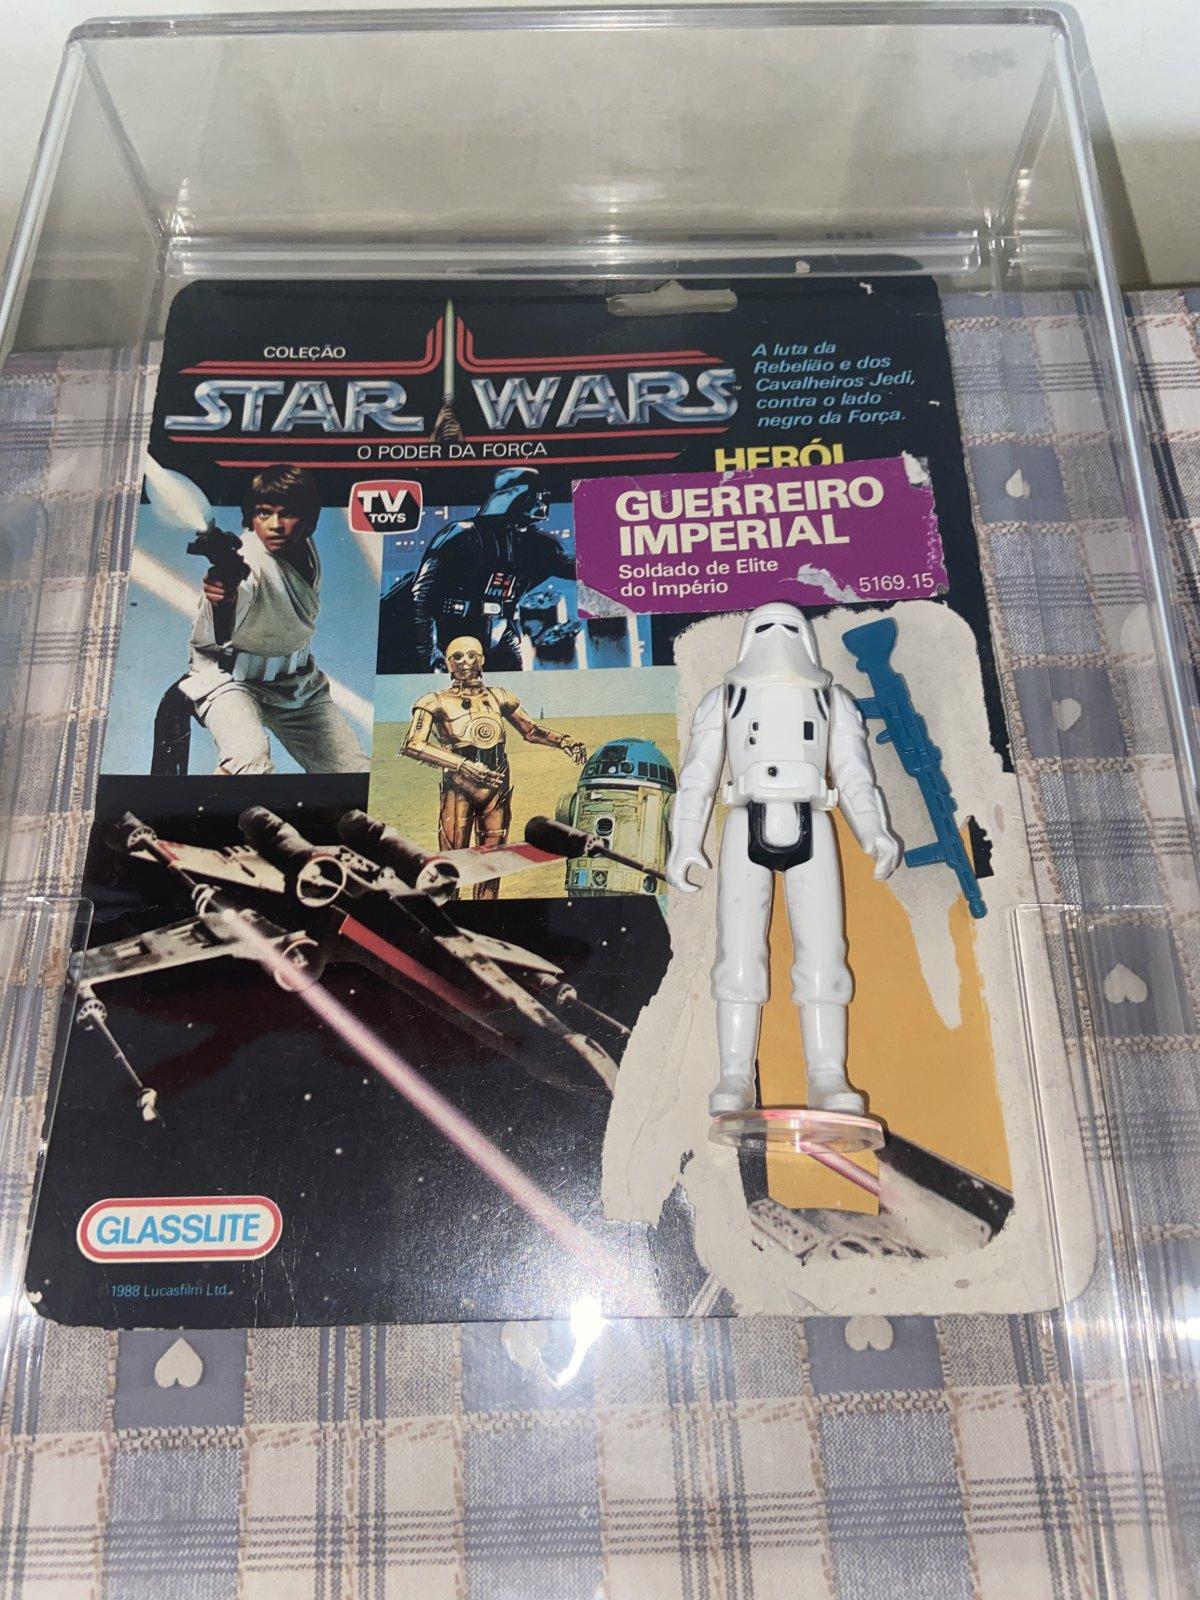 COLEÇÃO
STAR WARS™
O PODER DA FORÇA
A luta da
Rebelião e dos
Cavalheiros Jedi,
contra o lado
negro da Força.
HERÓI
TV
TOYS
GUERREIRO
IMPERIAL
Soldado de Elite
do Império
5169.15
GLASSLITE
1988 Lucasfilm Ltd.